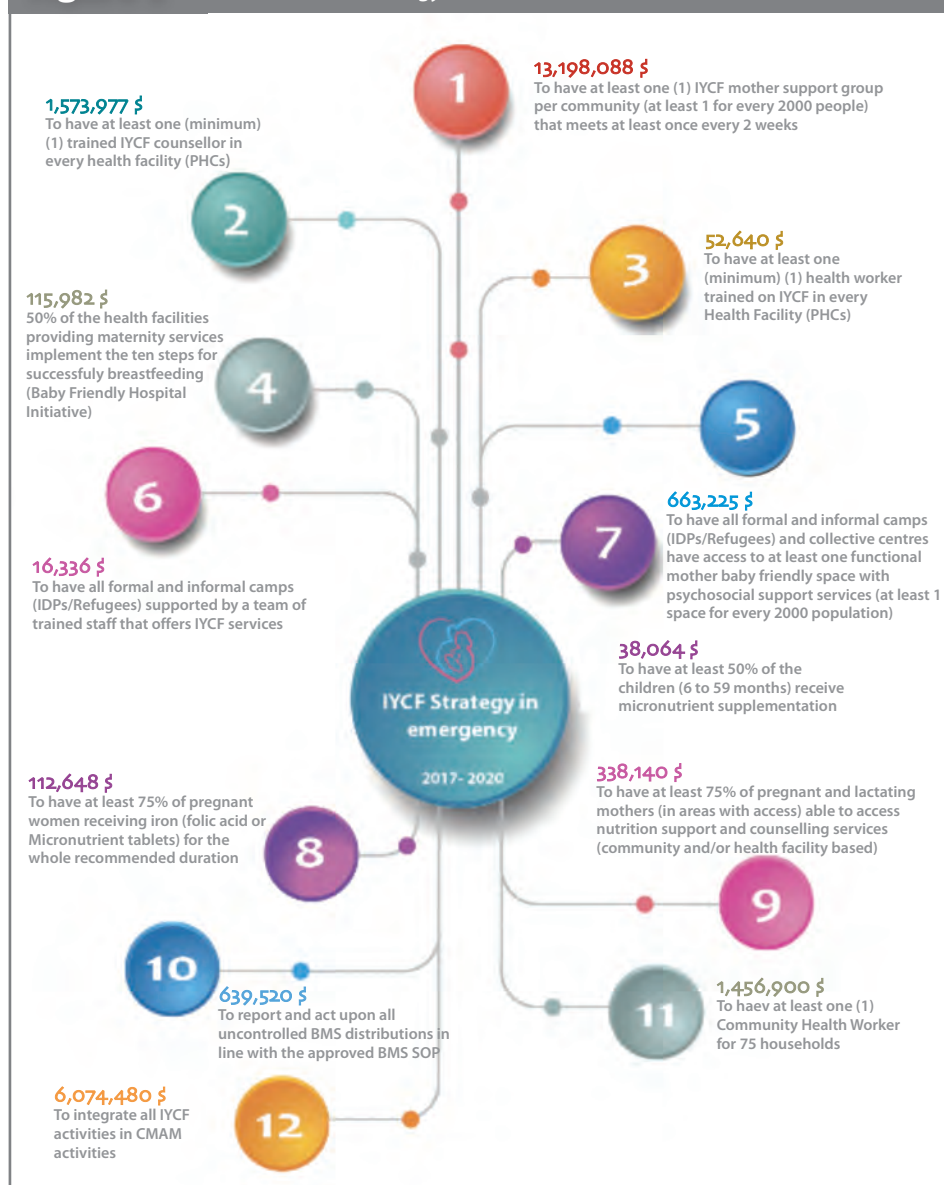 1
13,198,088 $
To have at least one (1) IYCF mother support group
per community (at least 1 for every 2000 people)
that meets at least once every 2 weeks
1,573,977 $
To have at least one (minimum)
(1) trained IYCF counsellor in
every health facility (PHCs)
2
3
52,640 $
To have at least one
(minimum) (1) health worker
trained on IYCF in every
Health Facility (PHCs)
115,982 $
50% of the health facilities
providing maternity services
implement the ten steps for
successfuly breastfeeding
(Baby Friendly Hospital
Initiative)
4
5
663,225 $
To have all formal and informal camps
(IDPs/Refugees) and collective centres
have access to at least one functional
mother baby friendly space with
psychosocial support services (at least 1
space for every 2000 population)
6
16,336 $
To have all formal and informal camps
(IDPs/Refugees) supported by a team of
trained staff that offers IYCF services
7
38,064 $
To have at least 50% of the
children (6 to 59 months) receive
micronutrient supplementation
IYCF Strategy in
emergency
2017- 2020
112,648 $
To have at least 75% of pregnant
women receiving iron (folic acid or
Micronutrient tablets) for the
whole recommended duration
8
338,140 $
To have at least 75% of pregnant and lactating
mothers (in areas with access) able to access
nutrition support and counselling services
(community and/or health facility based)
9
10
639,520 $
To report and act upon all
uncontrolled BMS distributions in
line with the approved BMS SOP
11
1,456,900 $
To haev at least one (1)
Community Health Worker
for 75 households
6,074,480 $
To integrate all IYCF
activities in CMAM
activities
12